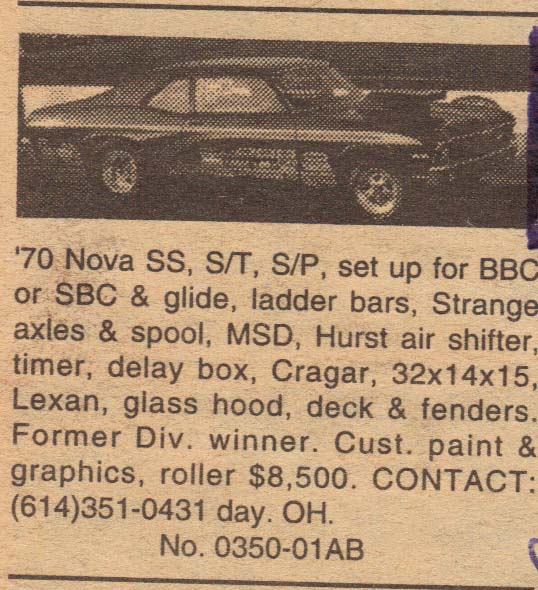 '70 Nova SS, S/T, S/P, set up for BBC
or SBC & glide, ladder bars, Strange
axles & spool, MSD, Hurst air shifter,
timer, delay box, Cragar, 32x14x15,
Lexan, glass hood, deck & fenders.
Former Div. winner. Cust. paint &
graphics, roller $8,500. CONTACT:
(614)351-0431 day. OH.
No. 0350-01AB